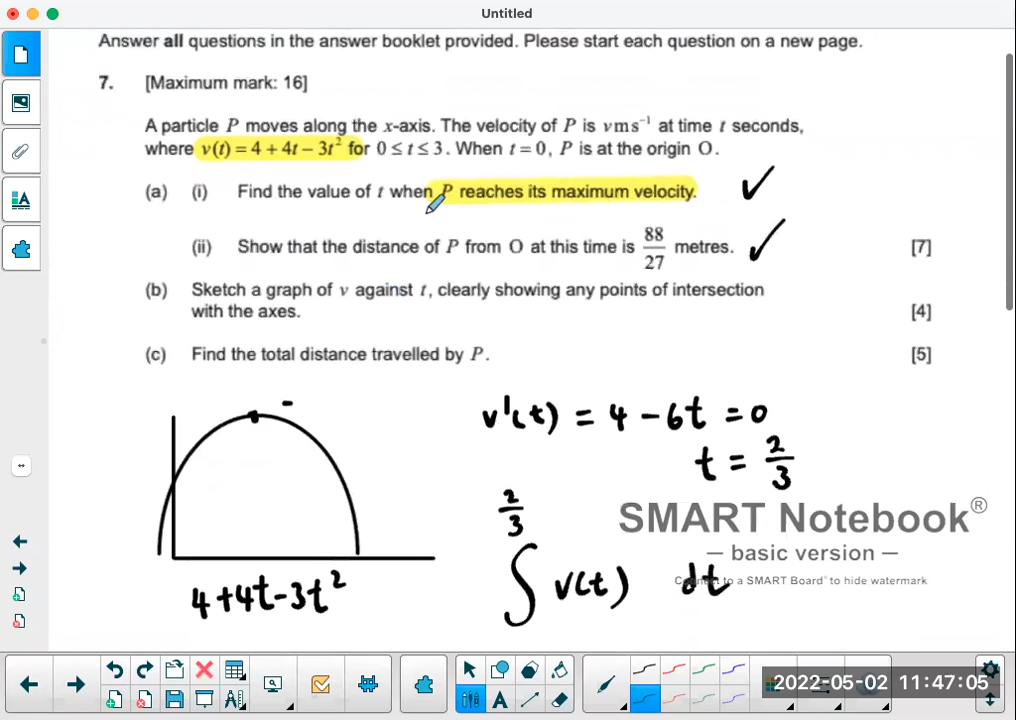 Untitled
Answer all questions in the answer booklet provided. Please start each question on a new page.
7. [Maximum mark: 16]
A particle P moves along the x-axis. The velocity of P is v m s⁻¹ at time t seconds,
where v(t) = 4 + 4t − 3t² for 0 ≤ t ≤ 3. When t = 0, P is at the origin O.
(a) (i) Find the value of t when P reaches its maximum velocity.
(ii) Show that the distance of P from O at this time is 88/27 metres. [7]
(b) Sketch a graph of v against t, clearly showing any points of intersection
with the axes. [4]
(c) Find the total distance travelled by P. [5]
v'(t) = 4 − 6t = 0
t = 2/3
2/3
SMART Notebook®
— basic version —
Connect to a SMART Board® to hide watermark
∫ v(t) dt
4+4t−3t²
2022-05-02 11:47:05